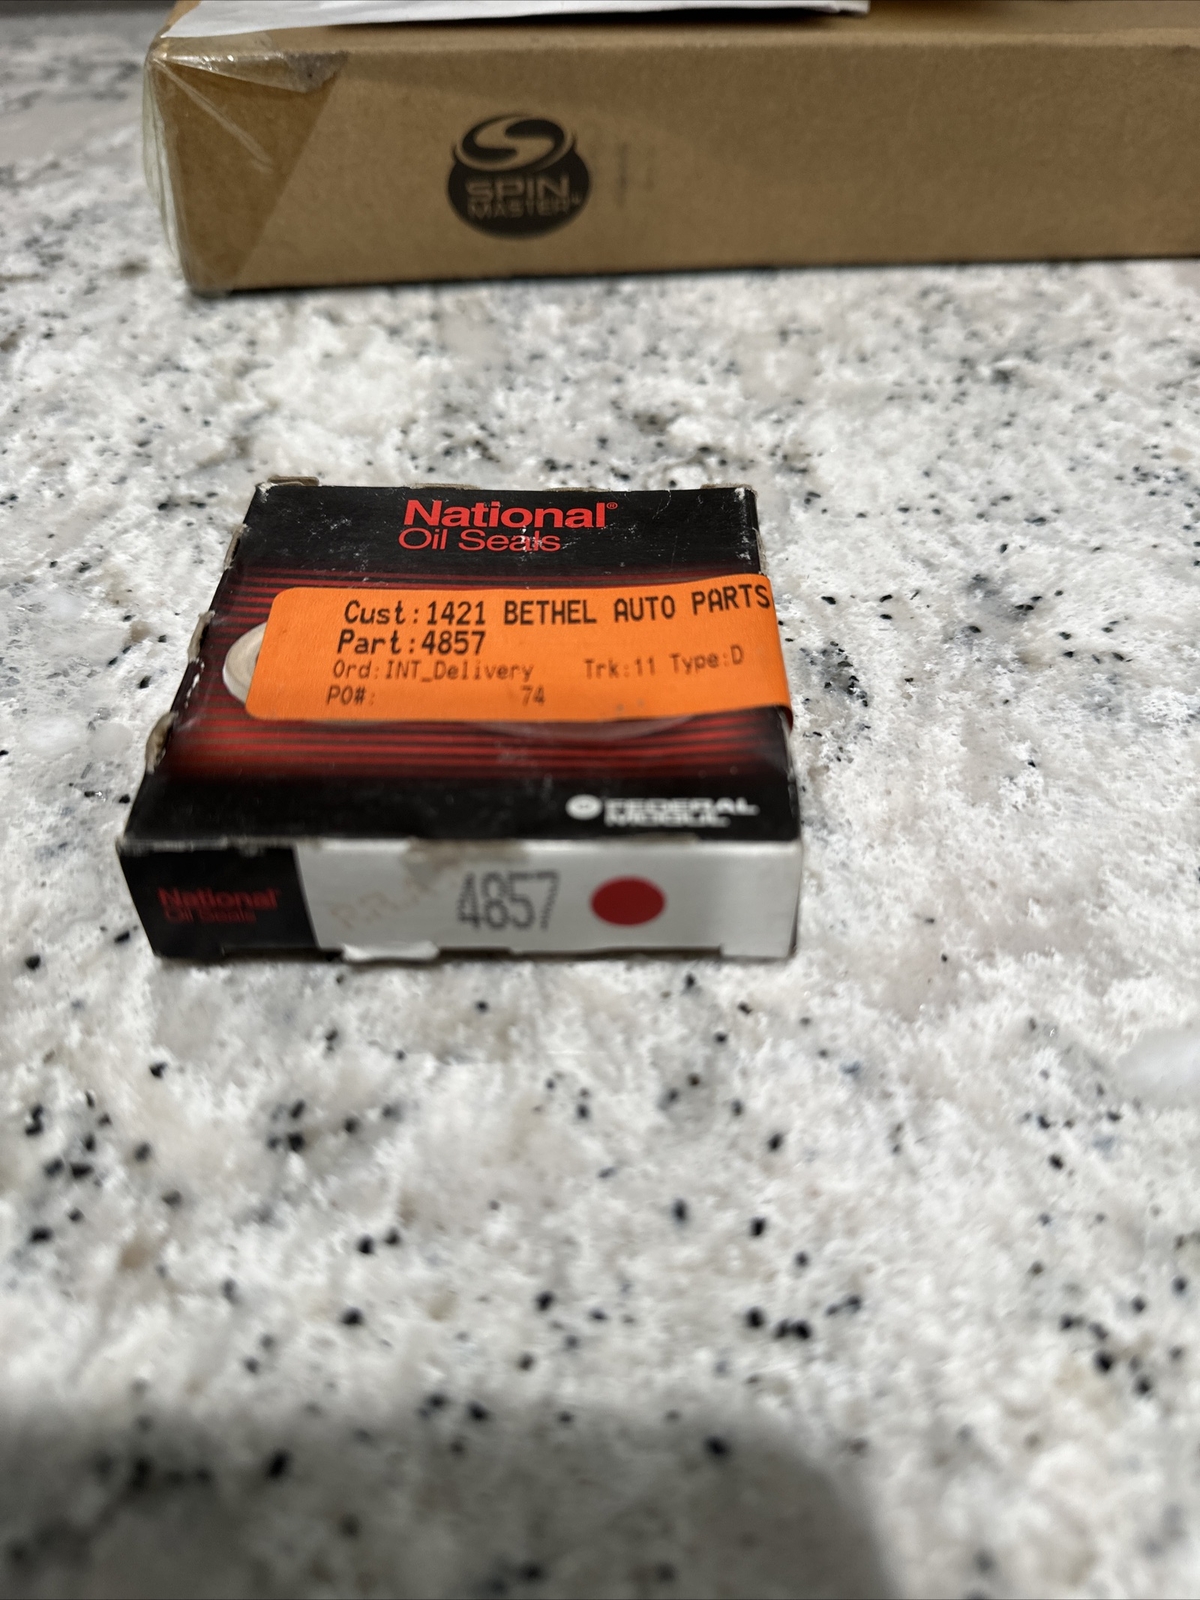 SPIN
MASTER
National®
Oil Seals
Cust:1421 BETHEL AUTO PARTS
Part:4857
Ord:INT_Delivery Trk:11 Type:D
PO#: 74
FEDERAL
MOGUL
National®
Oil Seals
4857